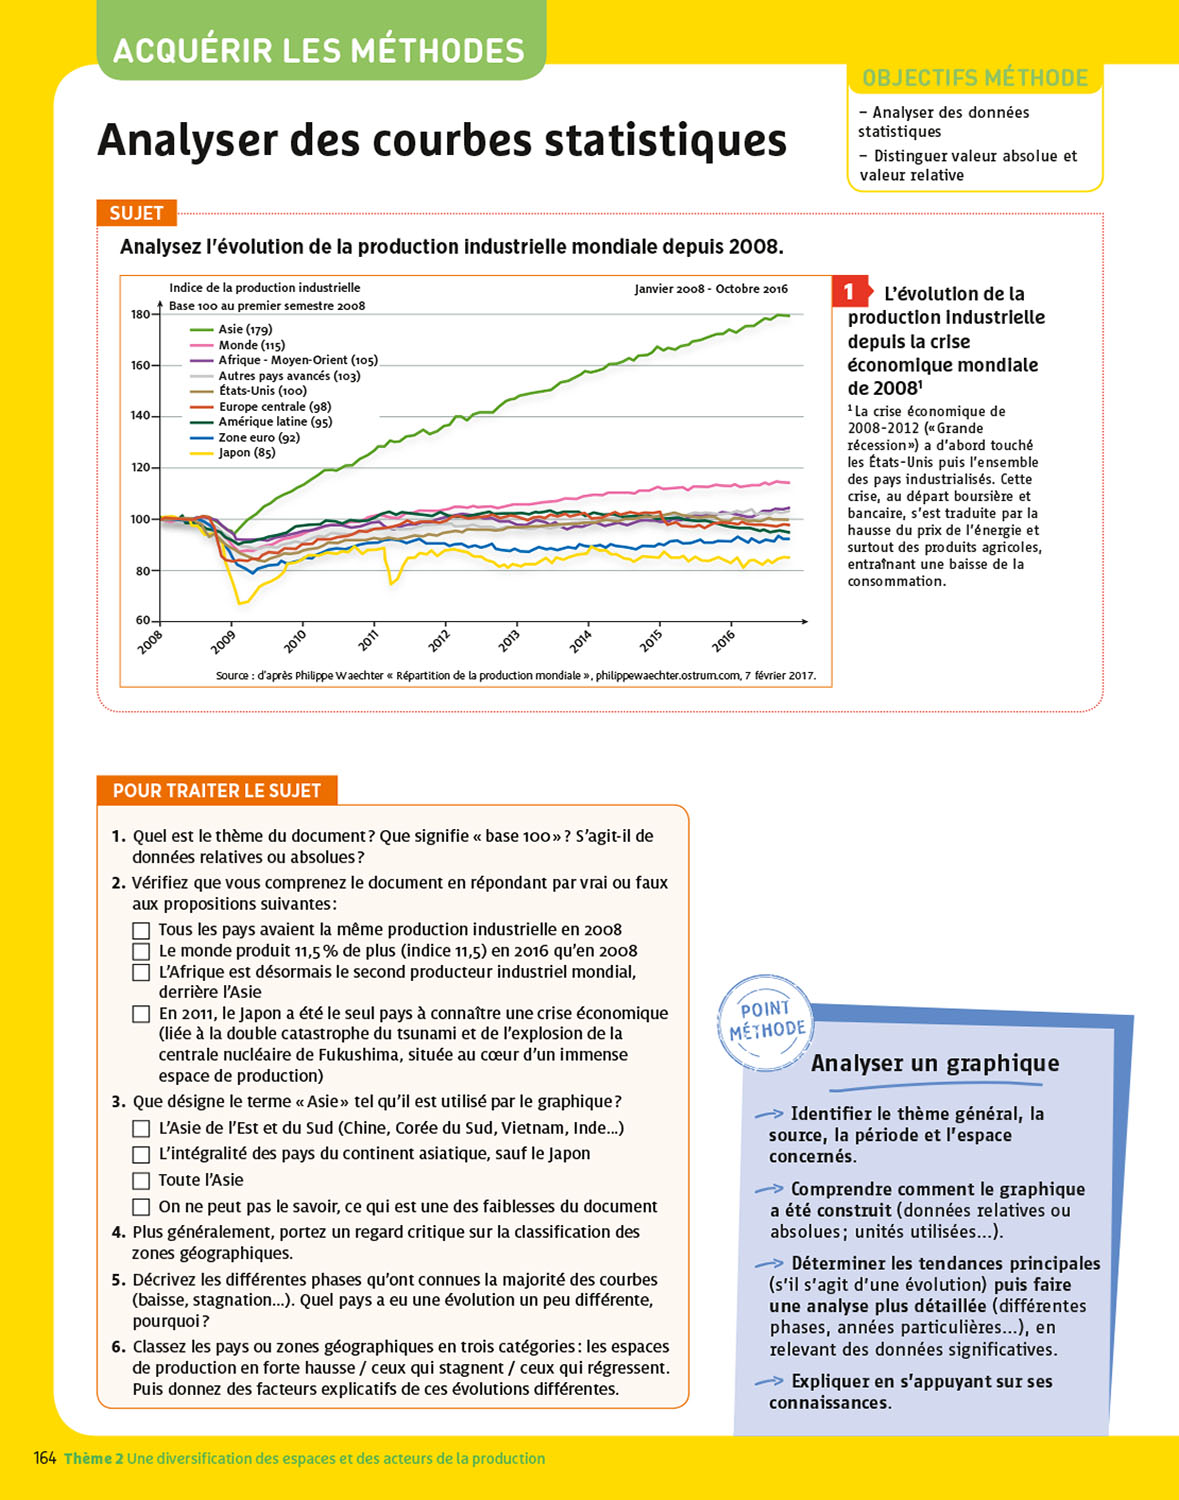 ACQUÉRIR LES MÉTHODES
OBJECTIFS MÉTHODE
– Analyser des données
statistiques
– Distinguer valeur absolue et
valeur relative
Analyser des courbes statistiques
SUJET
Analysez l'évolution de la production industrielle mondiale depuis 2008.
Indice de la production industrielle
Base 100 au premier semestre 2008
Janvier 2008 - Octobre 2016
180
160
140
120
100
80
60
Asie (179)
Monde (115)
Afrique - Moyen-Orient (105)
Autres pays avancés (103)
États-Unis (100)
Europe centrale (98)
Amérique latine (95)
Zone euro (92)
Japon (85)
2008
2009
2010
2011
2012
2013
2014
2015
2016
Source : d'après Philippe Waechter « Répartition de la production mondiale », philippewaechter.ostrum.com, 7 février 2017.
1 L'évolution de la
production industrielle
depuis la crise
économique mondiale
de 2008¹
¹ La crise économique de
2008-2012 (« Grande
récession ») a d'abord touché
les États-Unis puis l'ensemble
des pays industrialisés. Cette
crise, au départ boursière et
bancaire, s'est traduite par la
hausse du prix de l'énergie et
surtout des produits agricoles,
entraînant une baisse de la
consommation.
POUR TRAITER LE SUJET
1. Quel est le thème du document ? Que signifie « base 100 » ? S'agit-il de
données relatives ou absolues ?
2. Vérifiez que vous comprenez le document en répondant par vrai ou faux
aux propositions suivantes :
Tous les pays avaient la même production industrielle en 2008
Le monde produit 11,5 % de plus (indice 11,5) en 2016 qu'en 2008
L'Afrique est désormais le second producteur industriel mondial,
derrière l'Asie
En 2011, le Japon a été le seul pays à connaître une crise économique
(liée à la double catastrophe du tsunami et de l'explosion de la
centrale nucléaire de Fukushima, située au cœur d'un immense
espace de production)
3. Que désigne le terme « Asie » tel qu'il est utilisé par le graphique ?
L'Asie de l'Est et du Sud (Chine, Corée du Sud, Vietnam, Inde...)
L'intégralité des pays du continent asiatique, sauf le Japon
Toute l'Asie
On ne peut pas le savoir, ce qui est une des faiblesses du document
4. Plus généralement, portez un regard critique sur la classification des
zones géographiques.
5. Décrivez les différentes phases qu'ont connues la majorité des courbes
(baisse, stagnation...). Quel pays a eu une évolution un peu différente,
pourquoi ?
6. Classez les pays ou zones géographiques en trois catégories : les espaces
de production en forte hausse / ceux qui stagnent / ceux qui régressent.
Puis donnez des facteurs explicatifs de ces évolutions différentes.
POINT
MÉTHODE
Analyser un graphique
Identifier le thème général, la
source, la période et l'espace
concernés.
Comprendre comment le graphique
a été construit (données relatives ou
absolues ; unités utilisées...).
Déterminer les tendances principales
(s'il s'agit d'une évolution) puis faire
une analyse plus détaillée (différentes
phases, années particulières...), en
relevant des données significatives.
Expliquer en s'appuyant sur ses
connaissances.
164 Thème 2 Une diversification des espaces et des acteurs de la production